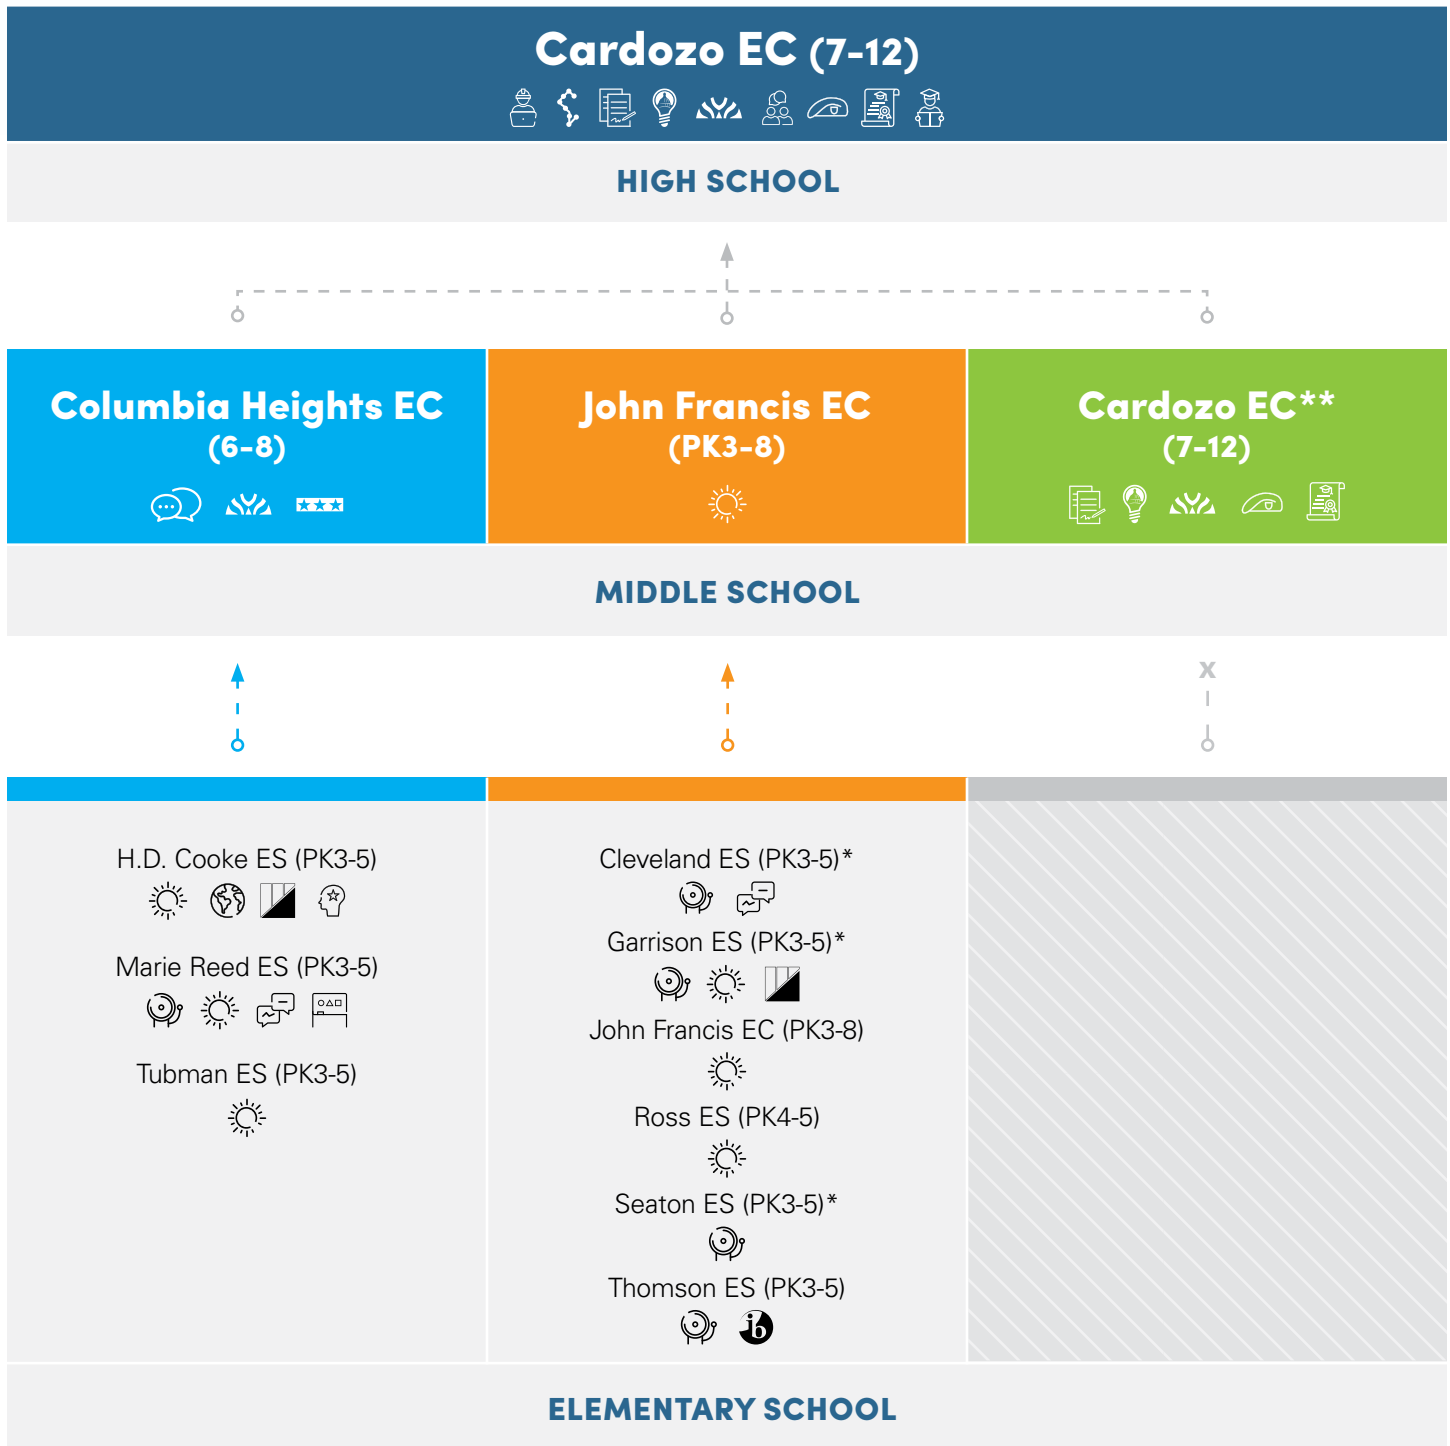 Cardozo EC (7-12)
HIGH SCHOOL
Columbia Heights EC
(6-8)
John Francis EC
(PK3-8)
Cardozo EC**
(7-12)
MIDDLE SCHOOL
x
H.D. Cooke ES (PK3-5)
Marie Reed ES (PK3-5)
Tubman ES (PK3-5)
Cleveland ES (PK3-5)*
Garrison ES (PK3-5)*
John Francis EC (PK3-8)
Ross ES (PK4-5)
Seaton ES (PK3-5)*
Thomson ES (PK3-5)
ib
ELEMENTARY SCHOOL